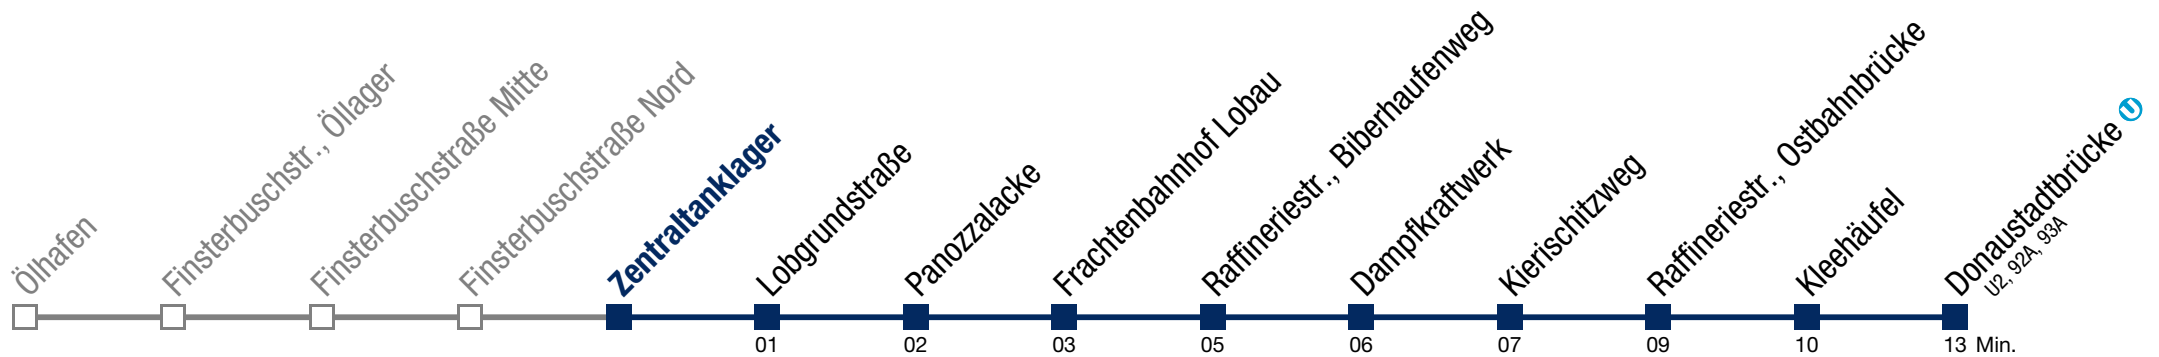 Ölhafen
Finsterbuschstr., Öllager
Finsterbuschstraße Mitte
Finsterbuschstraße Nord
Zentraltanklager
Lobgrundstraße
Panozzalacke
Frachtenbahnhof Lobau
Raffineriestr., Biberhaufenweg
Dampfkraftwerk
Kierischitzweg
Raffineriestr., Ostbahnbrücke
Kleehäufel
Donaustadtbrücke U
U2, 92A, 93A
01 02 03 05 06 07 09 10 13 Min.